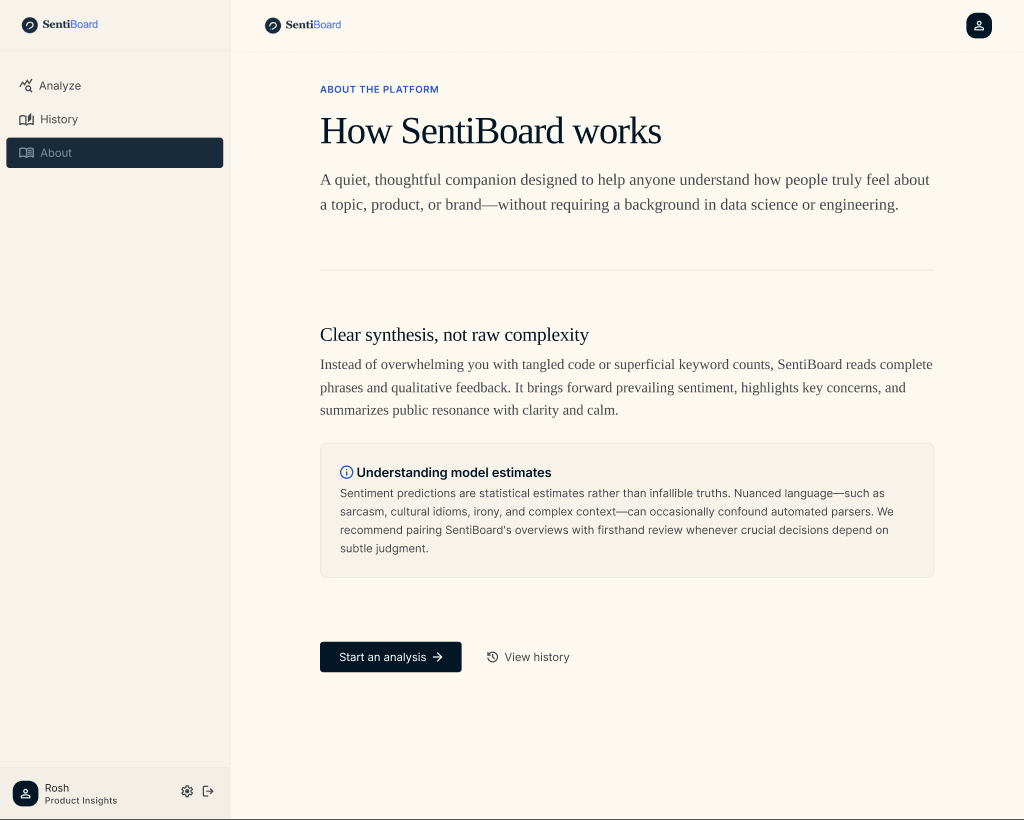 SentiBoard
SentiBoard
Analyze
History
About
ABOUT THE PLATFORM
How SentiBoard works
A quiet, thoughtful companion designed to help anyone understand how people truly feel about
a topic, product, or brand—without requiring a background in data science or engineering.
Clear synthesis, not raw complexity
Instead of overwhelming you with tangled code or superficial keyword counts, SentiBoard reads complete
phrases and qualitative feedback. It brings forward prevailing sentiment, highlights key concerns, and
summarizes public resonance with clarity and calm.
Understanding model estimates
Sentiment predictions are statistical estimates rather than infallible truths. Nuanced language—such as
sarcasm, cultural idioms, irony, and complex context—can occasionally confound automated parsers. We
recommend pairing SentiBoard's overviews with firsthand review whenever crucial decisions depend on
subtle judgment.
Start an analysis
View history
Rosh
Product Insights